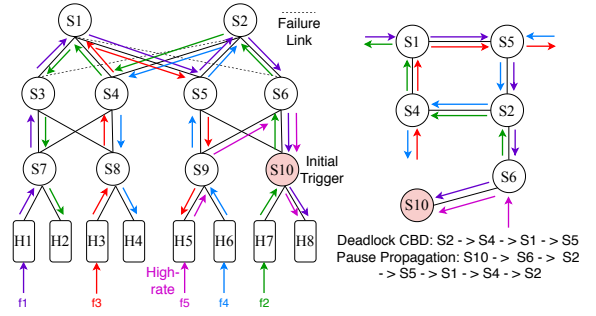 S1
S2
Failure
Link
S3
S4
S5
S6
S7
S8
S9
S10
Initial
Trigger
H1
H2
H3
H4
H5
H6
H7
H8
High-
rate
f1
f3
f5
f4
f2
S1
S5
S4
S2
S6
S10
Deadlock CBD: S2 -> S4 -> S1 -> S5
Pause Propagation: S10 -> S6 -> S2
-> S5 -> S1 -> S4 -> S2